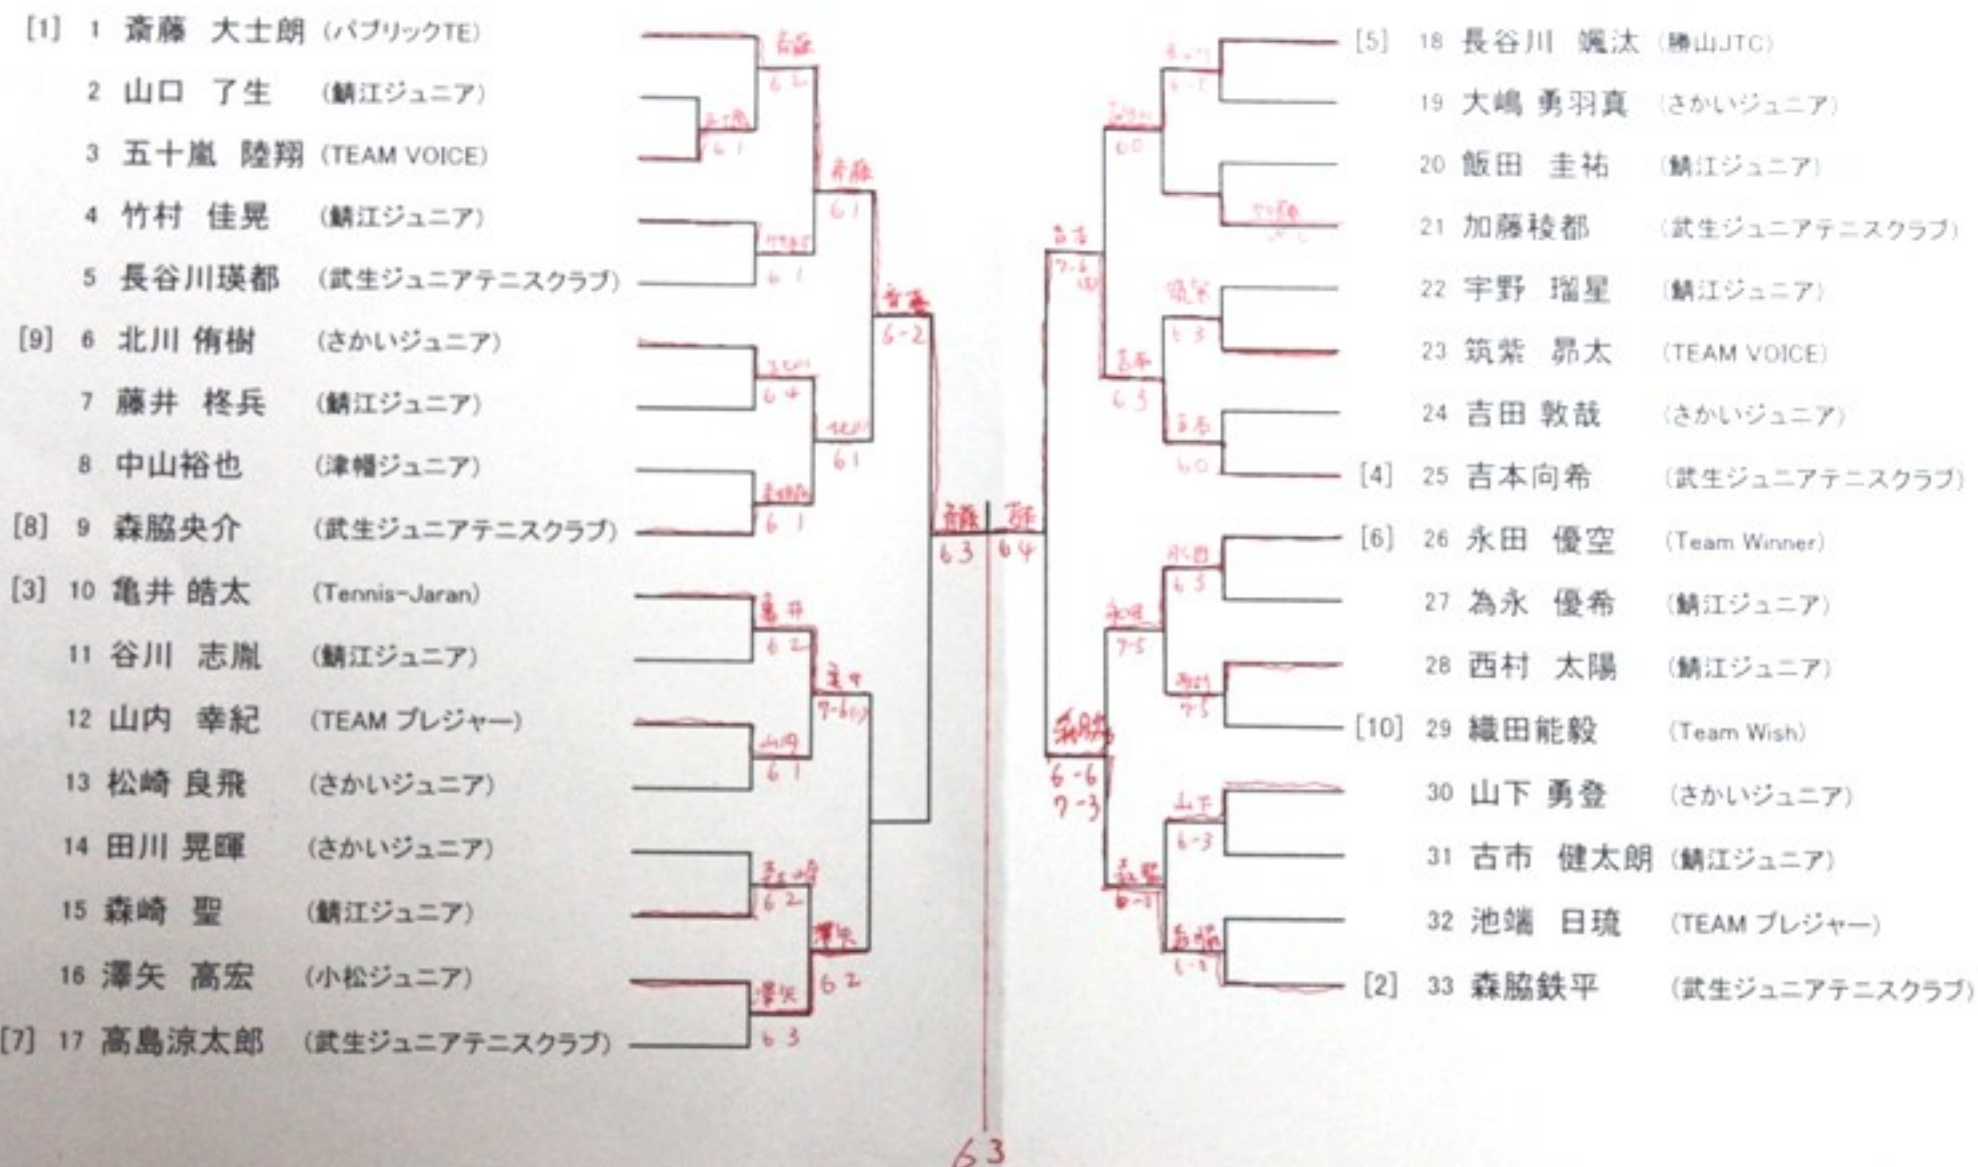 [1] 1 斎藤 大士朗 (パブリックTE)
2 山口 了生 (鯖江ジュニア)
3 五十嵐 陸翔 (TEAM VOICE)
4 竹村 佳晃 (鯖江ジュニア)
5 長谷川瑛都 (武生ジュニアテニスクラブ)
[9] 6 北川 侑樹 (さかいジュニア)
7 藤井 柊兵 (鯖江ジュニア)
8 中山裕也 (津幡ジュニア)
[8] 9 森脇央介 (武生ジュニアテニスクラブ)
[3] 10 亀井 皓太 (Tennis-Jaran)
11 谷川 志胤 (鯖江ジュニア)
12 山内 幸紀 (TEAM プレジャー)
13 松崎 良飛 (さかいジュニア)
14 田川 晃暉 (さかいジュニア)
15 森崎 聖 (鯖江ジュニア)
16 澤矢 高宏 (小松ジュニア)
[7] 17 高島涼太郎 (武生ジュニアテニスクラブ)
斉藤
6 2
6 1
斉藤
6 1
6 1
6-2
6 4
6 1
6 1
亀井
6 2
亀井
山内
6 1
6 2
澤矢
6 2
澤矢
6 3
斉藤
6 3
6 4
6 3
吉本
7-6
6 3
吉本
6 3
吉本
6 0
永田
6 3
永田
7-5
西村
7-5
森脇
6-6
7-3
山下
6-3
森脇
森脇
[5] 18 長谷川 颯汰 (勝山JTC)
19 大嶋 勇羽真 (さかいジュニア)
20 飯田 圭祐 (鯖江ジュニア)
21 加藤稜都 (武生ジュニアテニスクラブ)
22 宇野 瑠星 (鯖江ジュニア)
23 筑紫 昴太 (TEAM VOICE)
24 吉田 敦哉 (さかいジュニア)
[4] 25 吉本向希 (武生ジュニアテニスクラブ)
[6] 26 永田 優空 (Team Winner)
27 為永 優希 (鯖江ジュニア)
28 西村 太陽 (鯖江ジュニア)
[10] 29 織田能毅 (Team Wish)
30 山下 勇登 (さかいジュニア)
31 古市 健太朗 (鯖江ジュニア)
32 池端 日琉 (TEAM プレジャー)
[2] 33 森脇鉄平 (武生ジュニアテニスクラブ)